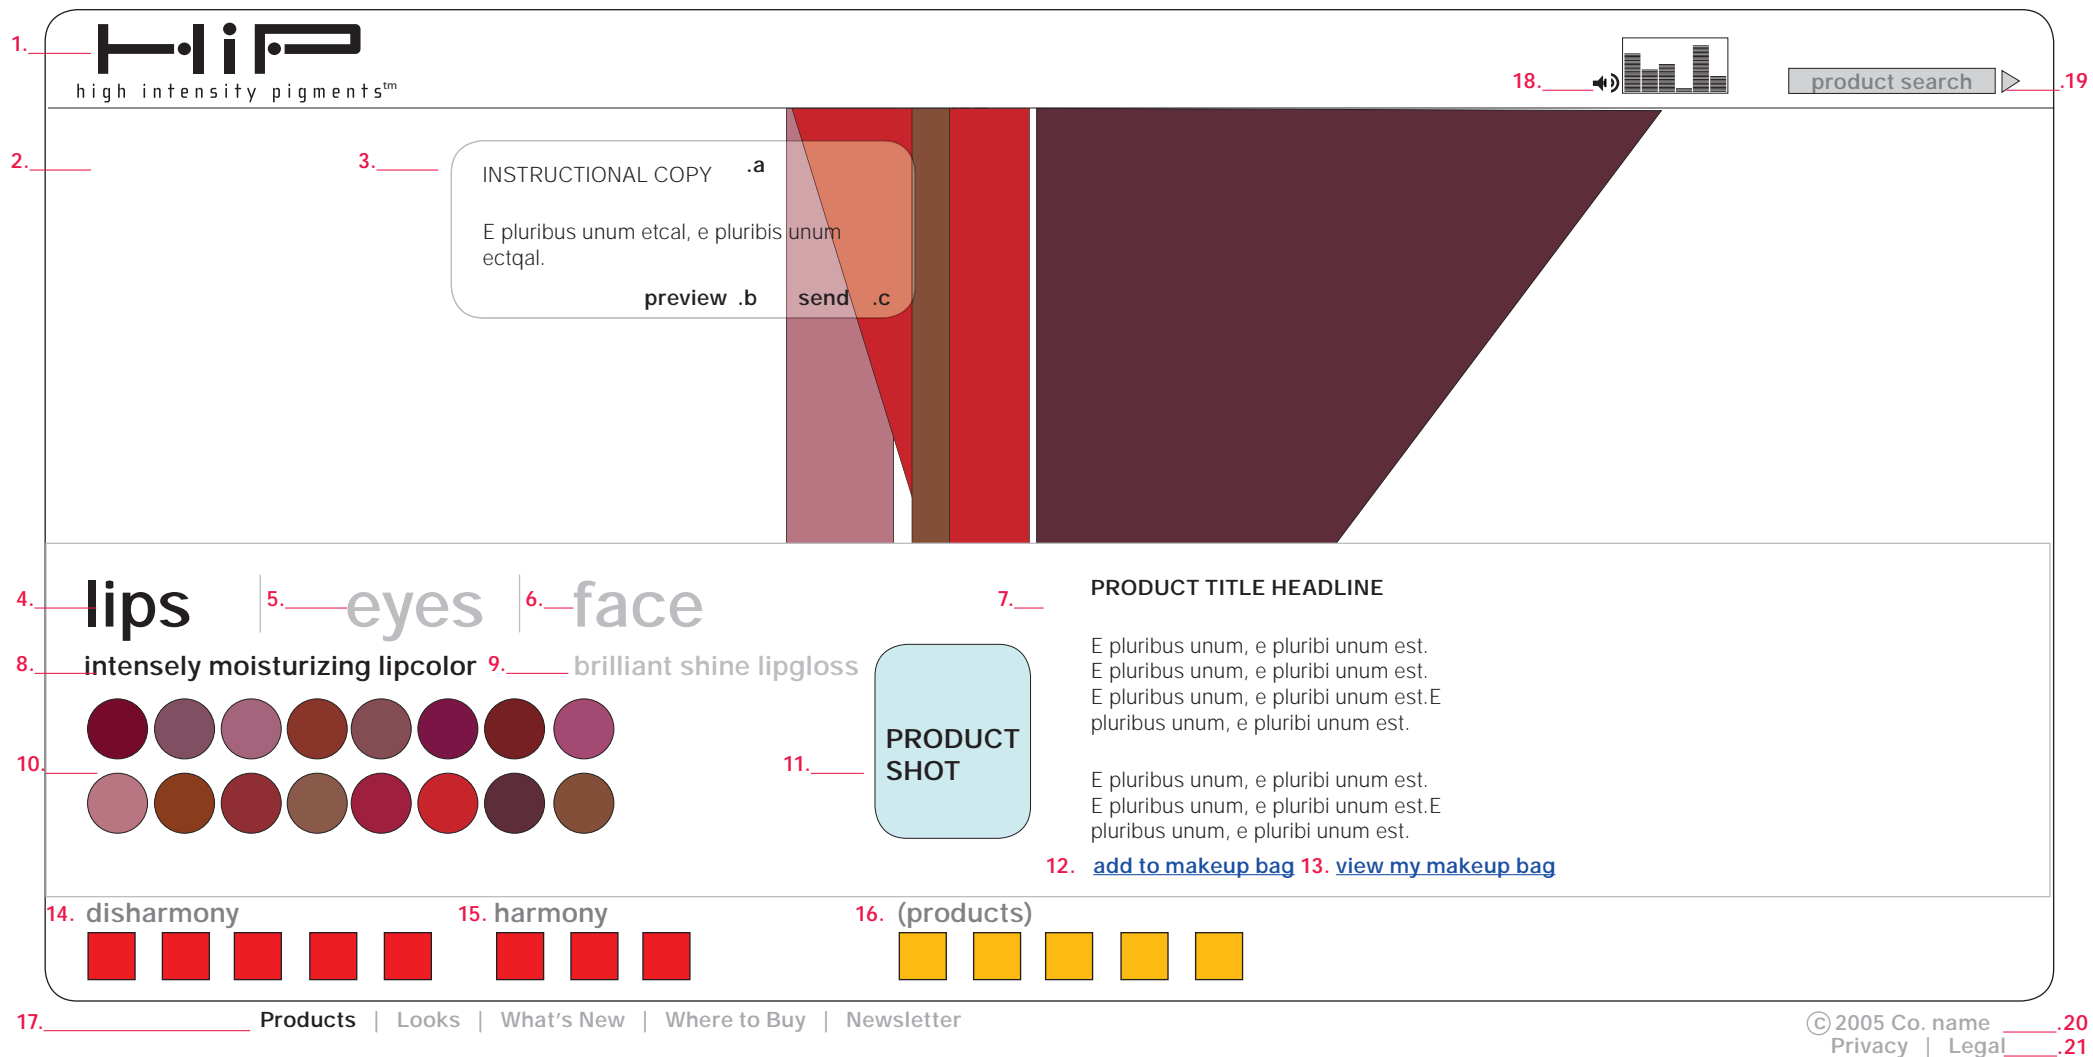 1.
HiP
high intensity pigments™
18.
product search
.19
2.
3.
INSTRUCTIONAL COPY .a
E pluribus unum etcal, e pluribis unum
ectqal.
preview .b send .c
4. lips 5. eyes 6. face
8. intensely moisturizing lipcolor 9. brilliant shine lipgloss
10.
11.
PRODUCT
SHOT
7.
PRODUCT TITLE HEADLINE
E pluribus unum, e pluribi unum est.
E pluribus unum, e pluribi unum est.
E pluribus unum, e pluribi unum est.E
pluribus unum, e pluribi unum est.
E pluribus unum, e pluribi unum est.
E pluribus unum, e pluribi unum est.E
pluribus unum, e pluribi unum est.
12. add to makeup bag 13. view my makeup bag
14. disharmony 15. harmony 16. (products)
17. Products | Looks | What's New | Where to Buy | Newsletter
© 2005 Co. name .20
Privacy | Legal .21